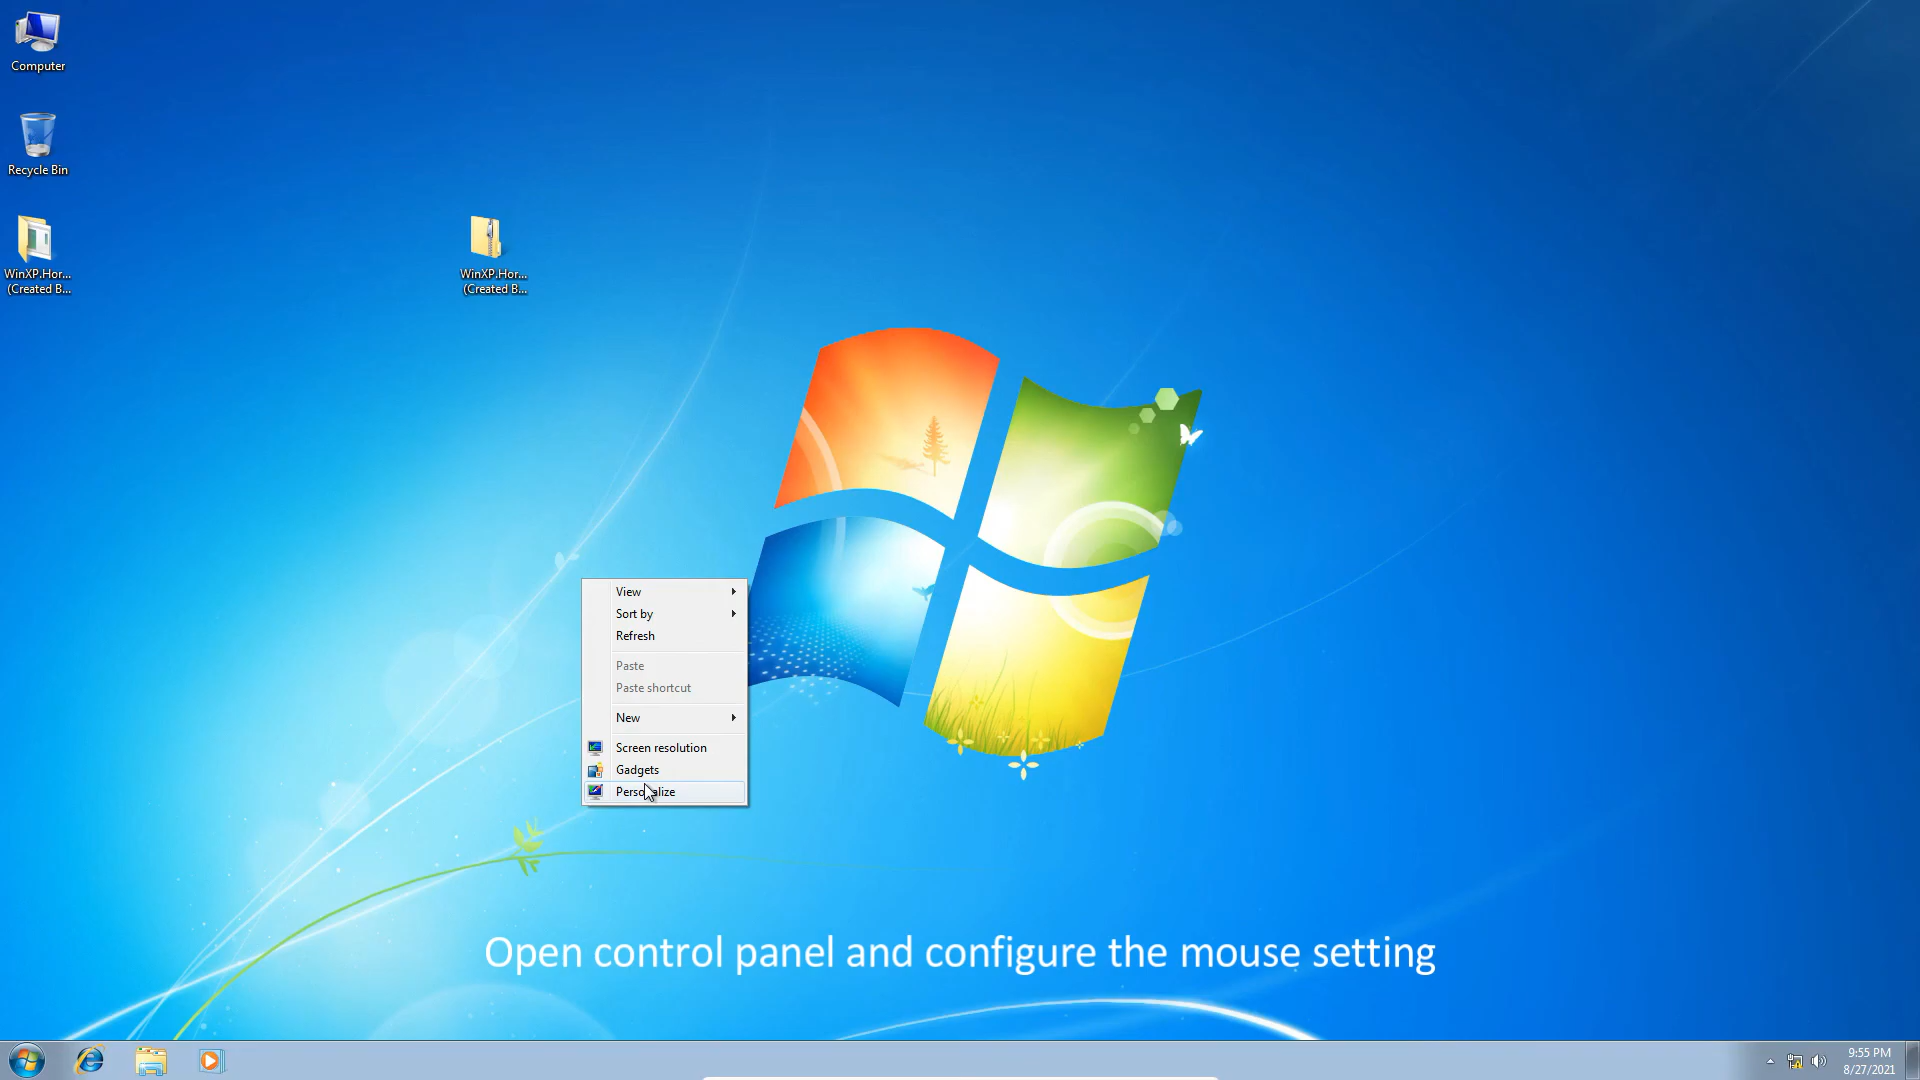 Computer
Recycle Bin
WinXP.Hor...
(Created B...
WinXP.Hor...
(Created B...
View
Sort by
Refresh
Paste
Paste shortcut
New
Screen resolution
Gadgets
Personalize
Open control panel and configure the mouse setting
9:55 PM
8/27/2021